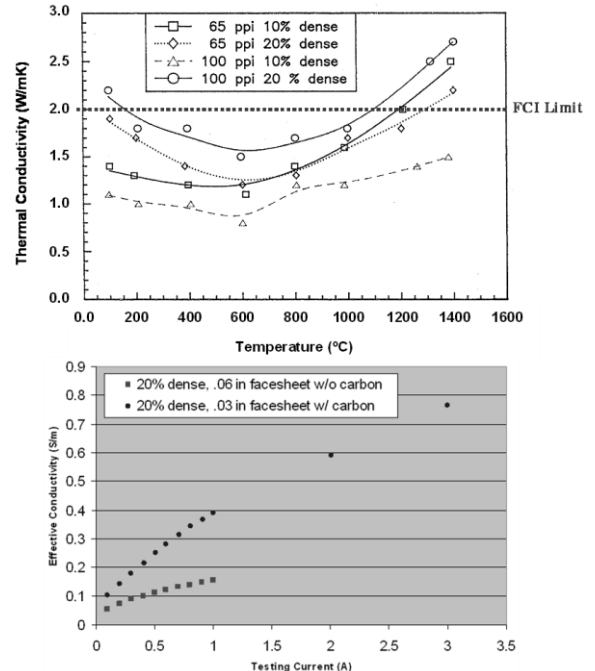 3.0
2.5
2.0
1.5
1.0
0.5
0.0
Thermal Conductivity (W/mK)
65 ppi 10% dense
65 ppi 20% dense
100 ppi 10% dense
100 ppi 20 % dense
FCI Limit
0.0 200 400 600 800 1000 1200 1400 1600
Temperature (ºC)
0.9
0.8
0.7
0.6
0.5
0.4
0.3
0.2
0.1
0
Effective Conductivity (S/m)
20% dense, .06 in facesheet w/o carbon
20% dense, .03 in facesheet w/ carbon
0 0.5 1 1.5 2 2.5 3 3.5
Testing Current (A)